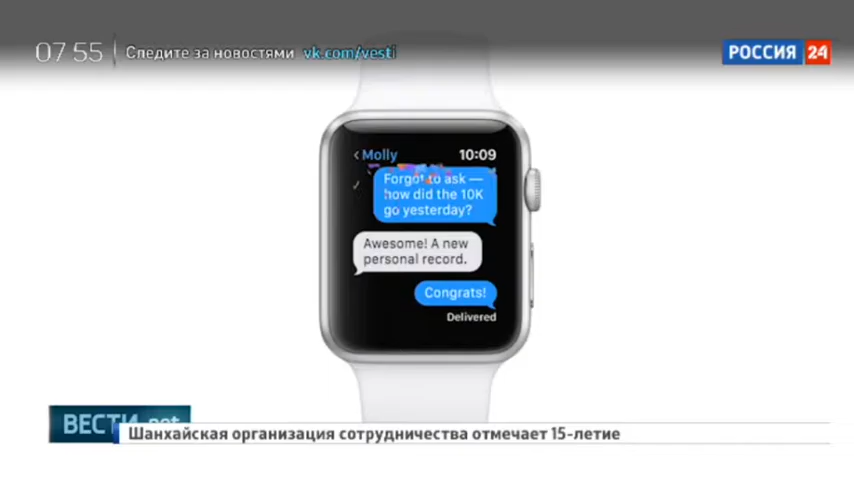 07 55 Следите за новостями vk.com/vesti
РОССИЯ 24
‹ Molly 10:09
Forgot to ask —
how did the 10K
go yesterday?
Awesome! A new
personal record.
Congrats!
Delivered
ВЕСТИ.net
Шанхайская организация сотрудничества отмечает 15-летие